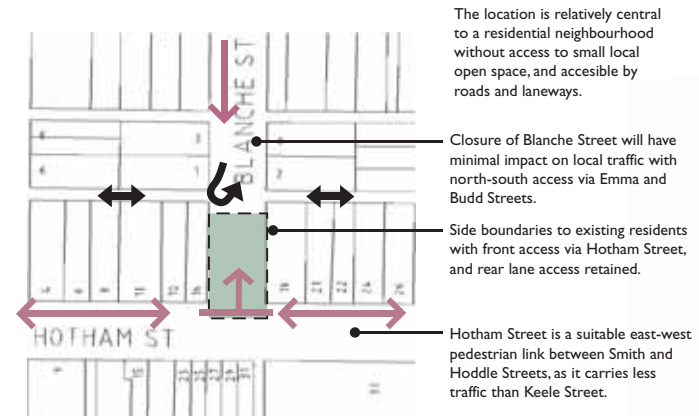 The location is relatively central
to a residential neighbourhood
without access to small local
open space, and accesible by
roads and laneways.
Closure of Blanche Street will have
minimal impact on local traffic with
north-south access via Emma and
Budd Streets.
Side boundaries to existing residents
with front access via Hotham Street,
and rear lane access retained.
Hotham Street is a suitable east-west
pedestrian link between Smith and
Hoddle Streets, as it carries less
traffic than Keele Street.
BLANCHE ST
1
2
HOTHAM ST